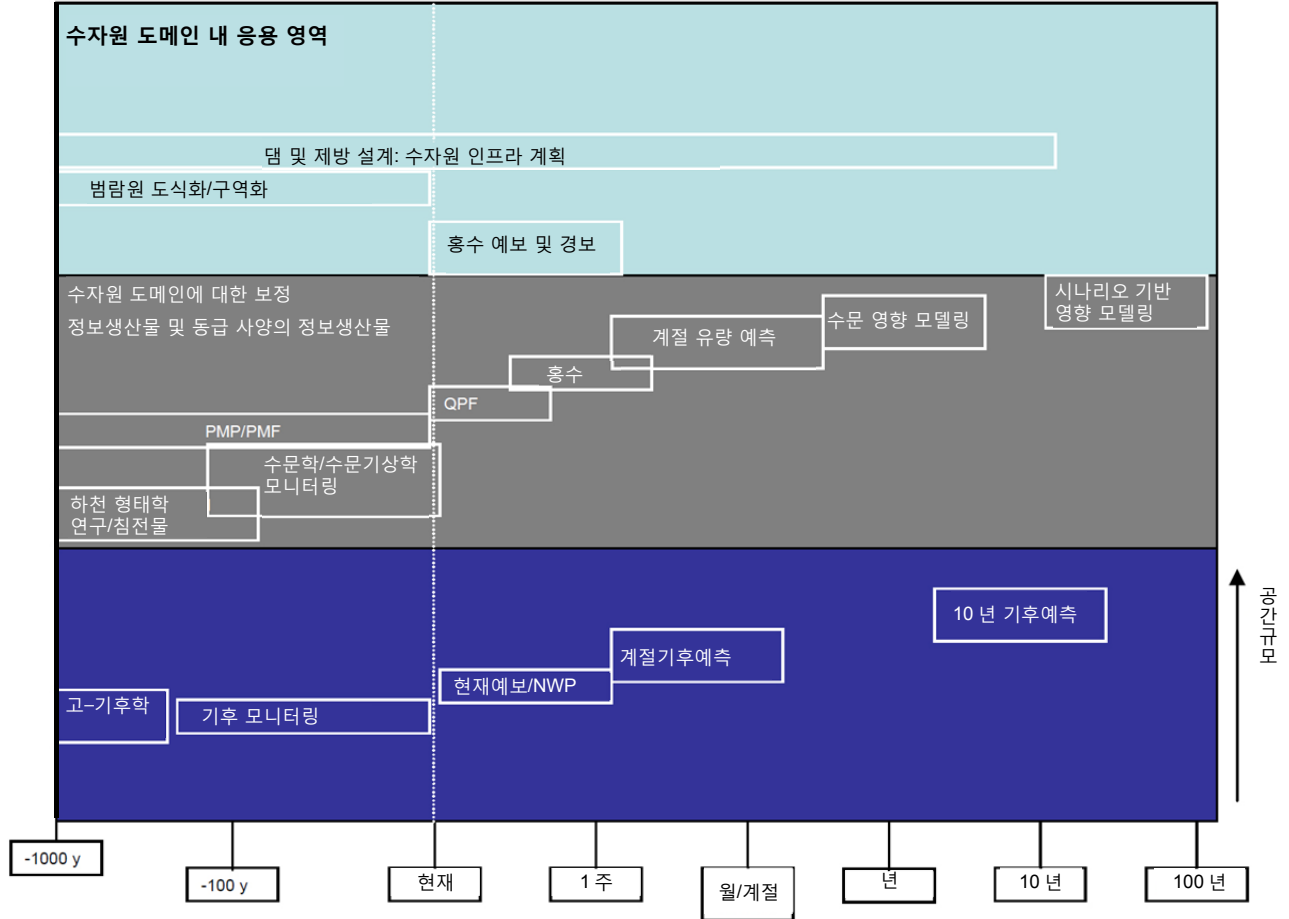 수자원 도메인 내 응용 영역
댐 및 제방 설계: 수자원 인프라 계획
범람원 도식화/구역화
홍수 예보 및 경보
수자원 도메인에 대한 보정
정보생산물 및 동급 사양의 정보생산물
시나리오 기반
영향 모델링
수문 영향 모델링
계절 유량 예측
홍수
QPF
PMP/PMF
수문학/수문기상학
모니터링
하천 형태학
연구/침전물
10 년 기후예측
계절기후예측
현재예보/NWP
고–기후학
기후 모니터링
공간규모
-1000 y
-100 y
현재
1 주
월/계절
년
10 년
100 년